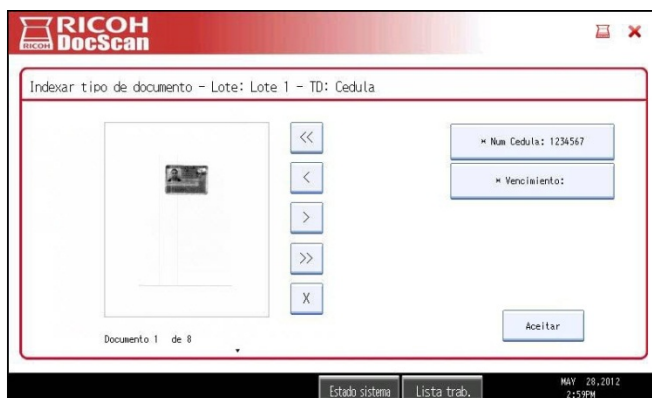 RICOH
RICOH
DocScan
Indexar tipo de documento - Lote: Lote 1 - TD: Cedula
<<
* Num Cedula: 1234567
<
* Vencimiento:
>
>>
X
Aceitar
Documento 1 de 8
Estado sistema
Lista trab.
MAY 28,2012
2:59PM